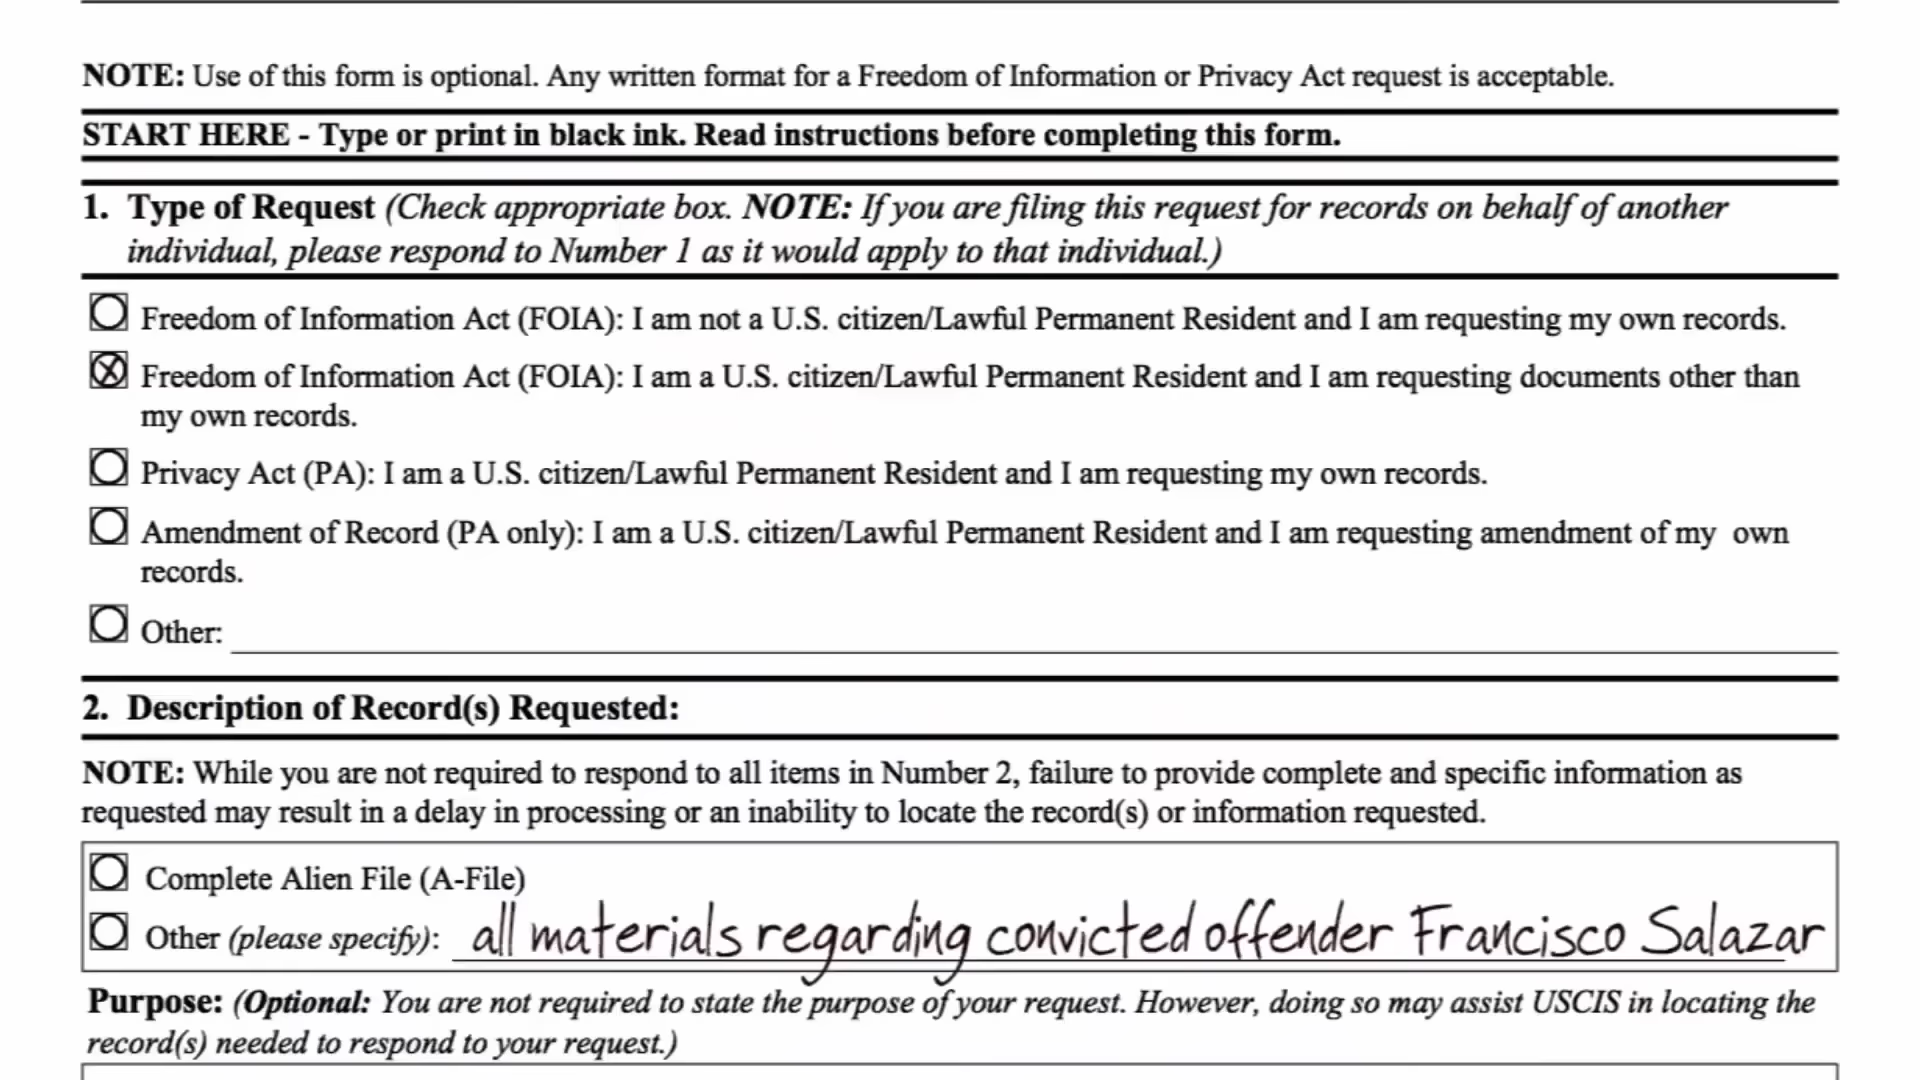 NOTE: Use of this form is optional. Any written format for a Freedom of Information or Privacy Act request is acceptable.
START HERE - Type or print in black ink. Read instructions before completing this form.
1. Type of Request (Check appropriate box. NOTE: If you are filing this request for records on behalf of another
individual, please respond to Number 1 as it would apply to that individual.)
Freedom of Information Act (FOIA): I am not a U.S. citizen/Lawful Permanent Resident and I am requesting my own records.
Freedom of Information Act (FOIA): I am a U.S. citizen/Lawful Permanent Resident and I am requesting documents other than
my own records.
Privacy Act (PA): I am a U.S. citizen/Lawful Permanent Resident and I am requesting my own records.
Amendment of Record (PA only): I am a U.S. citizen/Lawful Permanent Resident and I am requesting amendment of my own
records.
Other:
2. Description of Record(s) Requested:
NOTE: While you are not required to respond to all items in Number 2, failure to provide complete and specific information as
requested may result in a delay in processing or an inability to locate the record(s) or information requested.
Complete Alien File (A-File)
Other (please specify): all materials regarding convicted offender Francisco Salazar
Purpose: (Optional: You are not required to state the purpose of your request. However, doing so may assist USCIS in locating the
record(s) needed to respond to your request.)